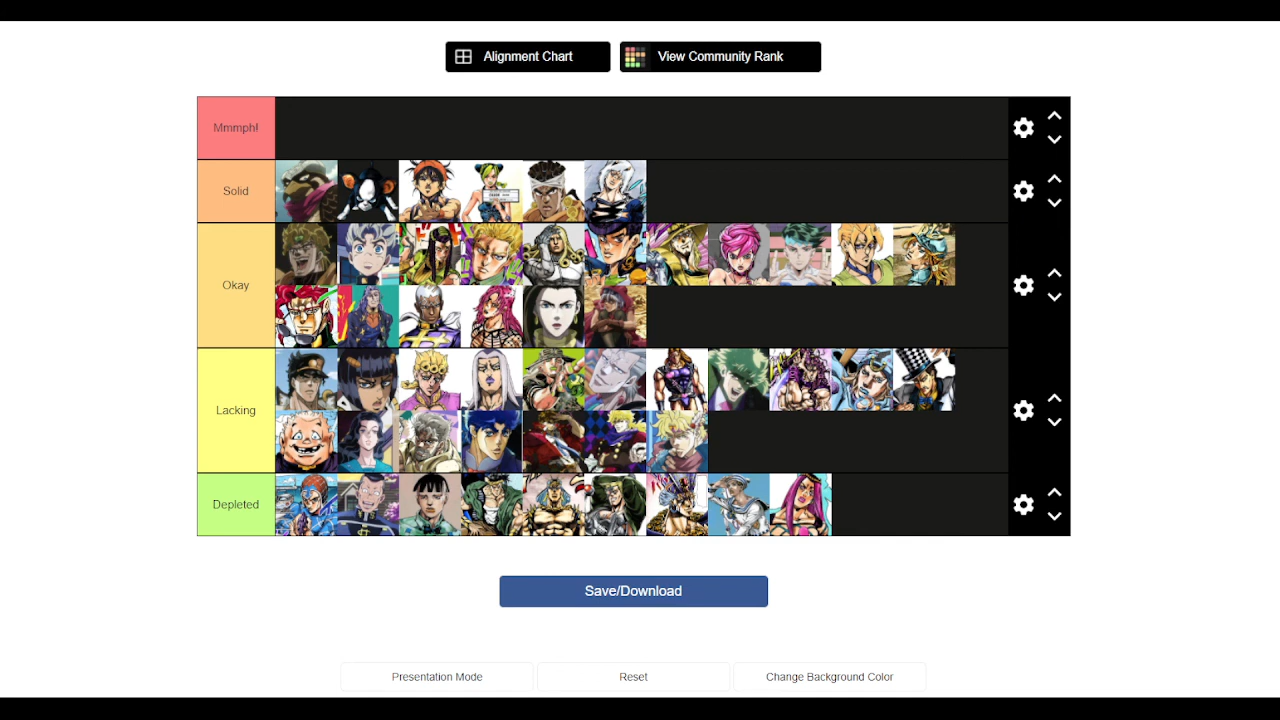 Alignment Chart
View Community Rank
Mmmph!
Solid
Okay
Lacking
Depleted
Save/Download
Presentation Mode
Reset
Change Background Color